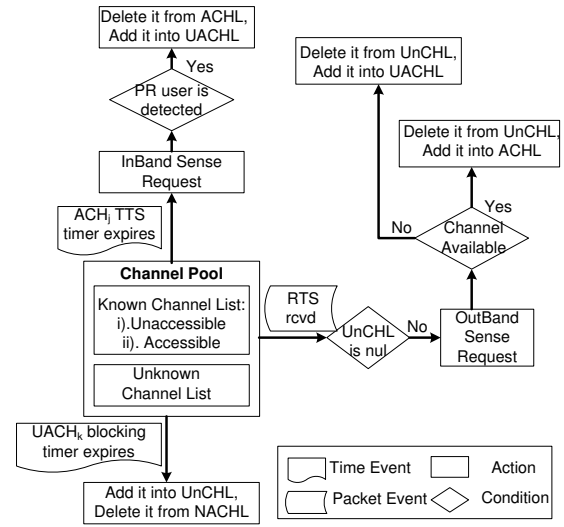 Delete it from ACHL,
Add it into UACHL
Yes
PR user is
detected
InBand Sense
Request
ACHj TTS
timer expires
Delete it from UnCHL,
Add it into UACHL
Delete it from UnCHL,
Add it into ACHL
Yes
No
Channel
Available
Channel Pool
Known Channel List:
i).Unaccessible
ii). Accessible
Unknown
Channel List
RTS
rcvd
UnCHL
is nul
No
OutBand
Sense
Request
UACHk blocking
timer expires
Add it into UnCHL,
Delete it from NACHL
Time Event
Action
Packet Event
Condition